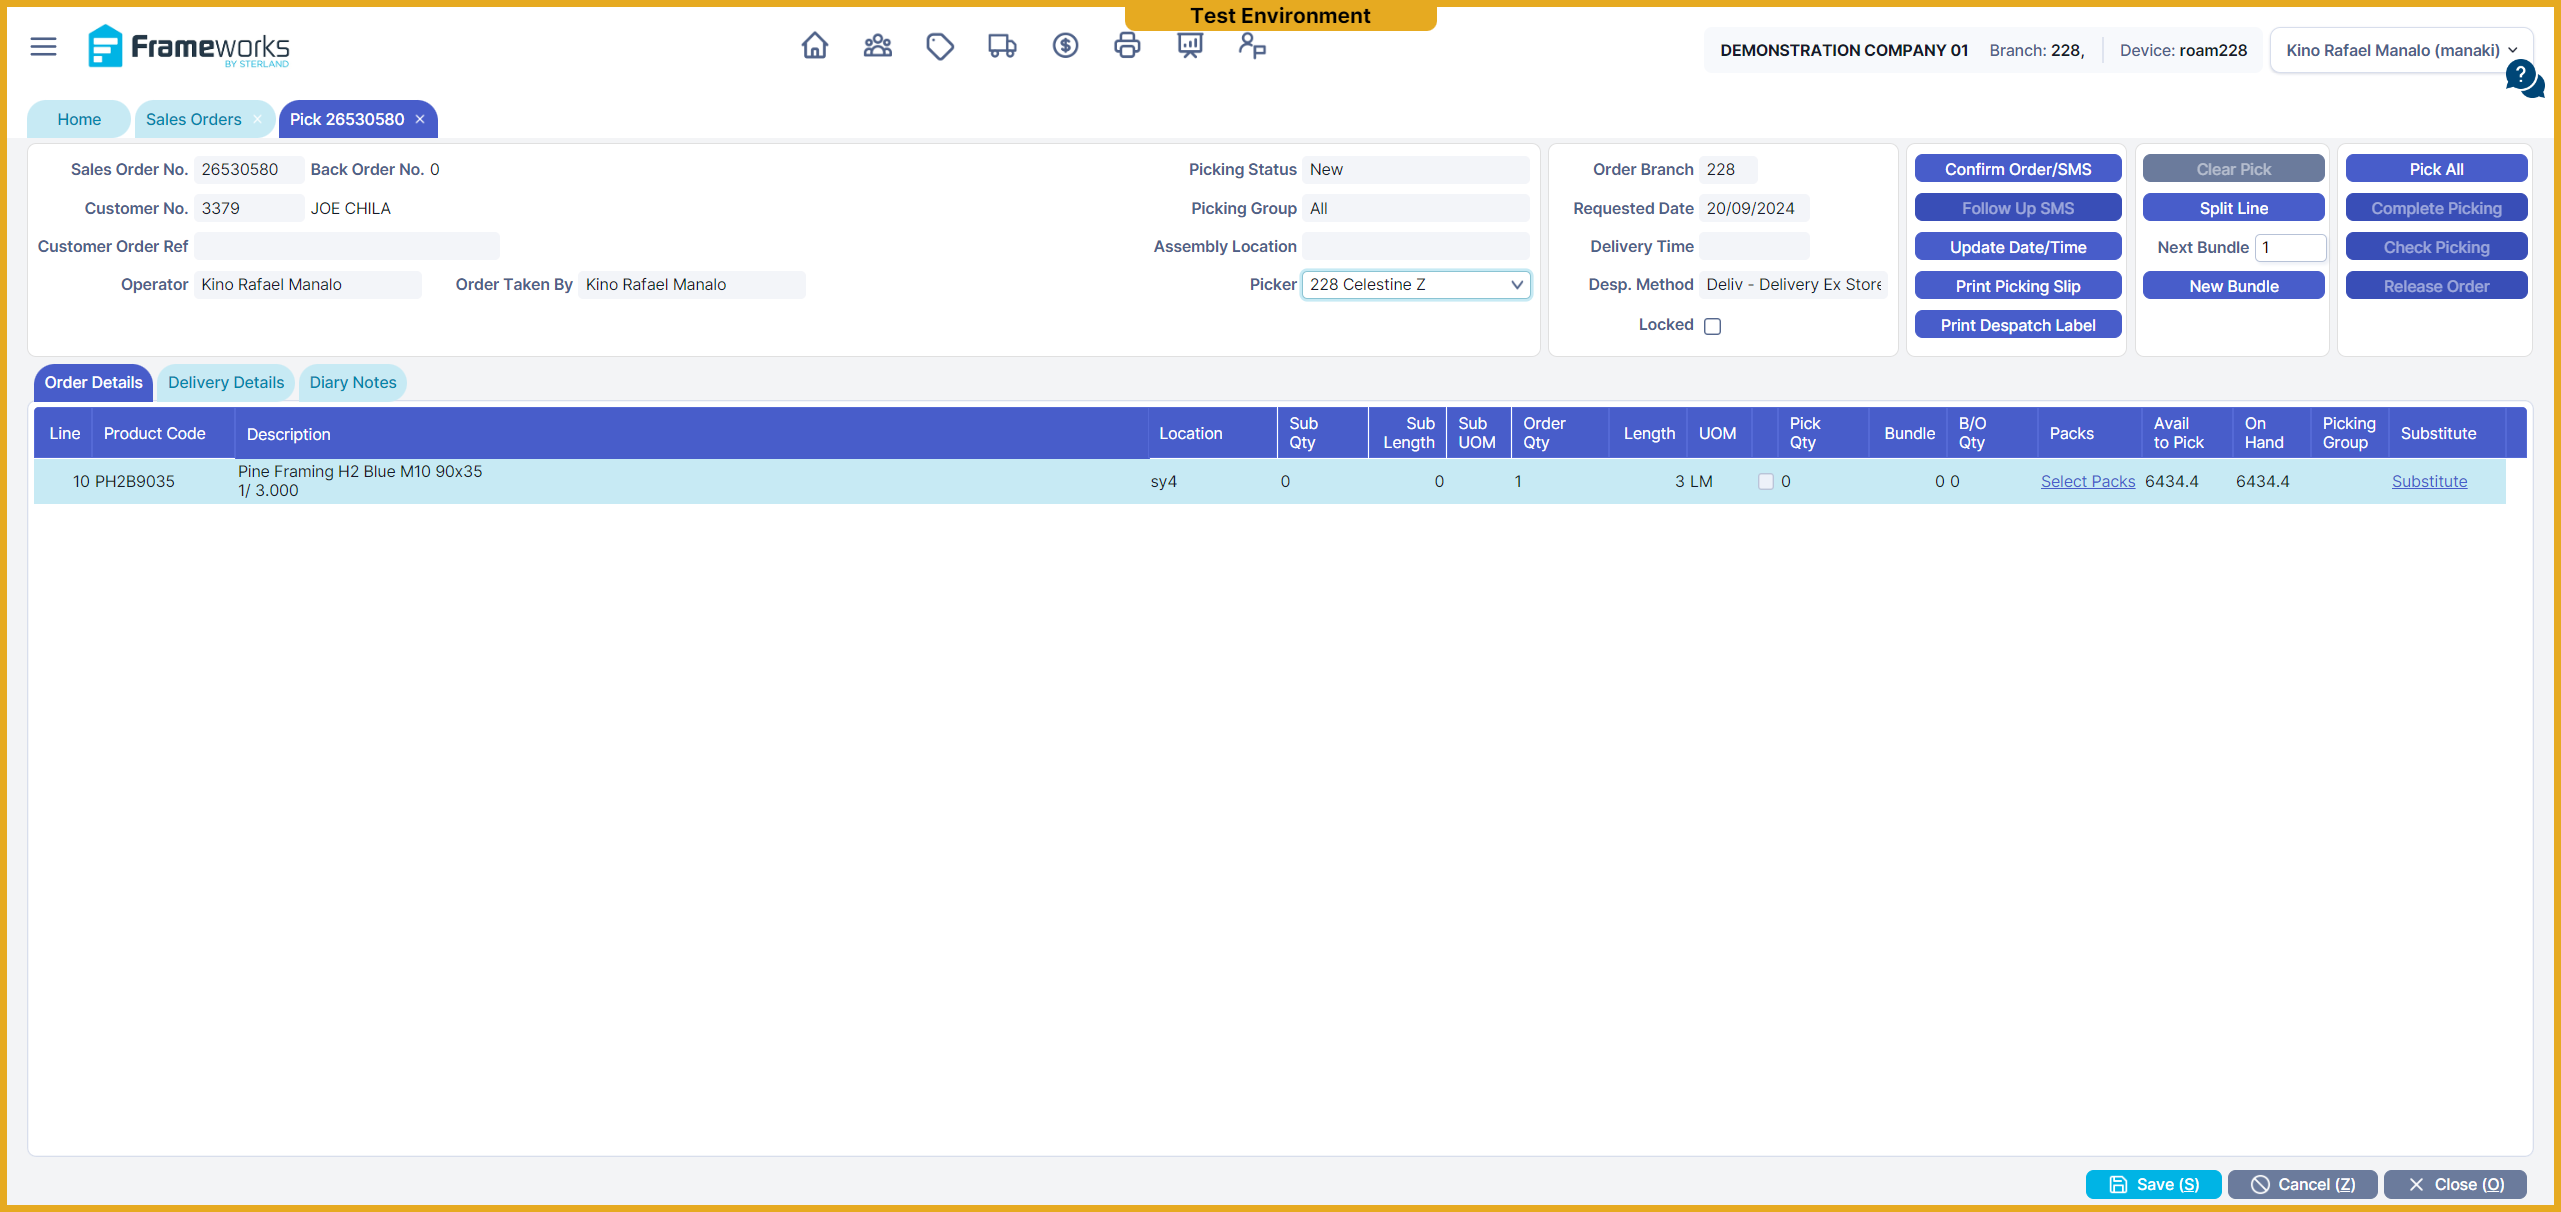 Test Environment
Frameworks
BY STERLAND
DEMONSTRATION COMPANY 01 Branch: 228, Device: roam228 Kino Rafael Manalo (manaki)
?
Home Sales Orders × Pick 26530580 ×
Sales Order No. 26530580 Back Order No. 0 Picking Status New Order Branch 228 Confirm Order/SMS Clear Pick Pick All
Customer No. 3379 JOE CHILA Picking Group All Requested Date 20/09/2024 Follow Up SMS Split Line Complete Picking
Customer Order Ref Assembly Location Delivery Time Update Date/Time Next Bundle 1 Check Picking
Operator Kino Rafael Manalo Order Taken By Kino Rafael Manalo Picker 228 Celestine Z Desp. Method Deliv - Delivery Ex Store Print Picking Slip New Bundle Release Order
Locked Print Despatch Label
Order Details Delivery Details Diary Notes
Line Product Code Description Location Sub Qty Sub Length Sub UOM Order Qty Length UOM Pick Qty Bundle B/O Qty Packs Avail to Pick On Hand Picking Group Substitute
10 PH2B9035 Pine Framing H2 Blue M10 90x35 sy4 0 0 1 3 LM 0 0 0 Select Packs 6434.4 6434.4 Substitute
1/ 3.000
Save (S) Cancel (Z) Close (O)